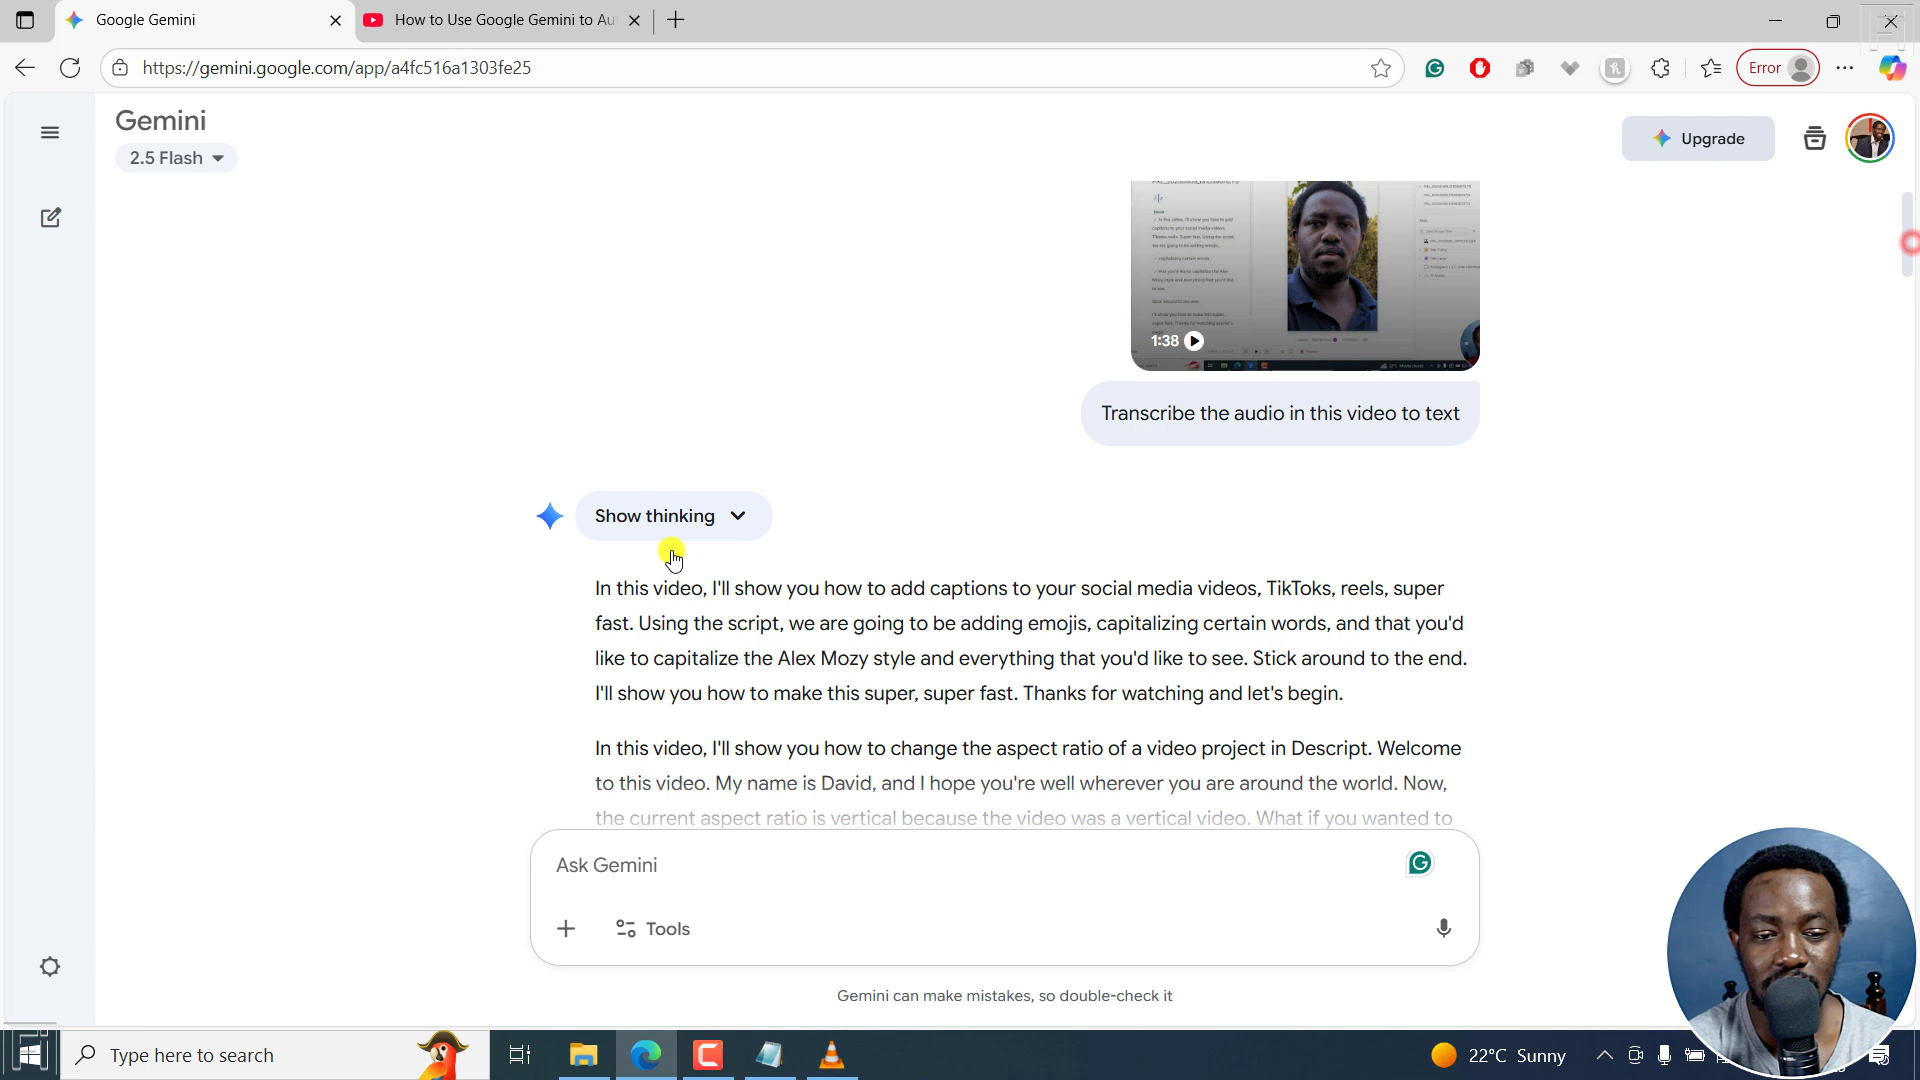 Google Gemini
How to Use Google Gemini to Au
https://gemini.google.com/app/a4fc516a1303fe25
Error
Gemini
2.5 Flash
Upgrade
1:38
Transcribe the audio in this video to text
Show thinking
In this video, I'll show you how to add captions to your social media videos, TikToks, reels, super
fast. Using the script, we are going to be adding emojis, capitalizing certain words, and that you'd
like to capitalize the Alex Mozy style and everything that you'd like to see. Stick around to the end.
I'll show you how to make this super, super fast. Thanks for watching and let's begin.
In this video, I'll show you how to change the aspect ratio of a video project in Descript. Welcome
to this video. My name is David, and I hope you're well wherever you are around the world. Now,
the current aspect ratio is vertical because the video was a vertical video. What if you wanted to
Ask Gemini
Tools
Gemini can make mistakes, so double-check it
Type here to search
22°C Sunny